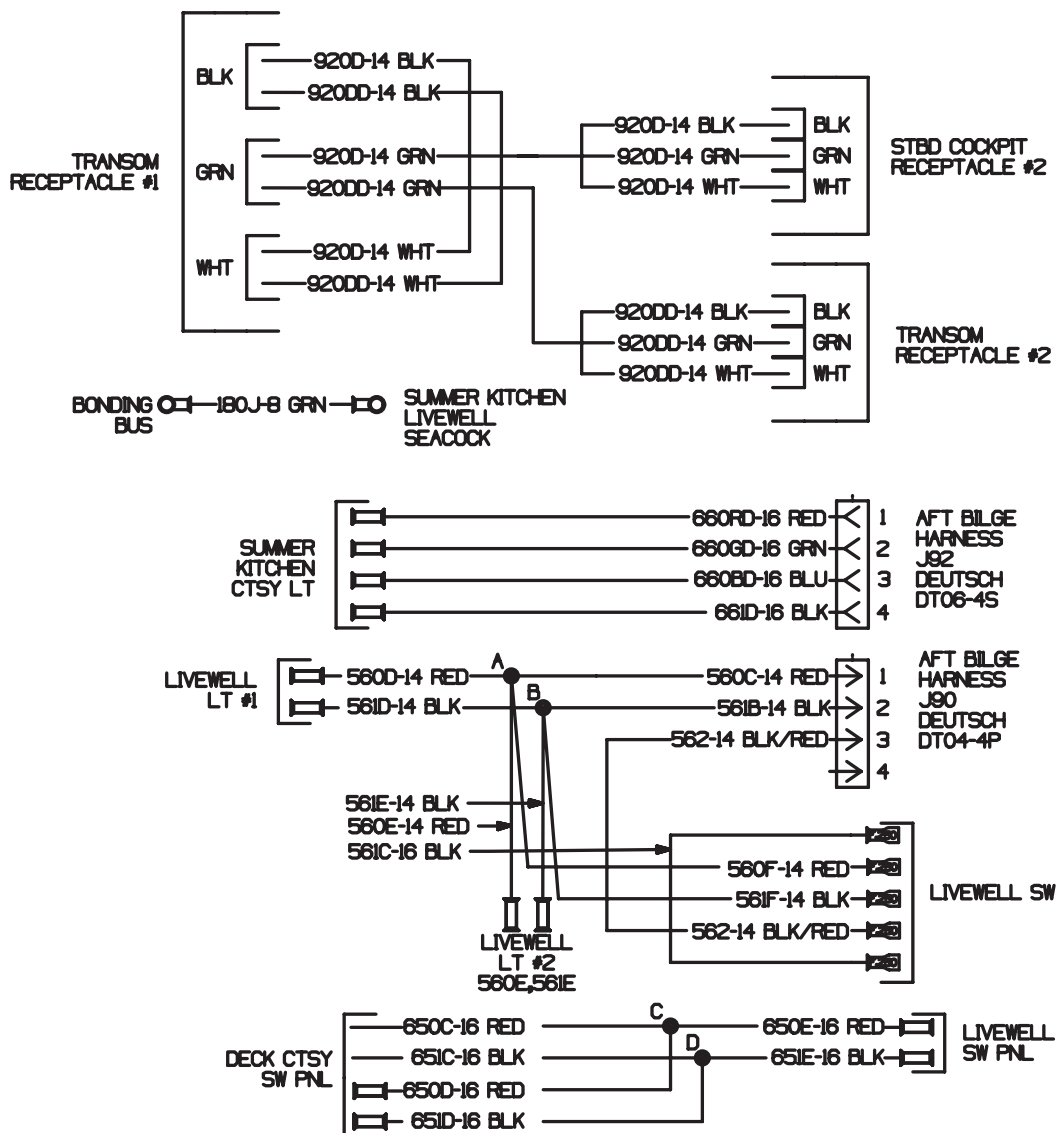 BLK
920D-14 BLK
920DD-14 BLK
TRANSOM
RECEPTACLE #1
GRN
920D-14 GRN
920DD-14 GRN
WHT
920D-14 WHT
920DD-14 WHT
920D-14 BLK
920D-14 GRN
920D-14 WHT
BLK
GRN
WHT
STBD COCKPIT
RECEPTACLE #2
920DD-14 BLK
920DD-14 GRN
920DD-14 WHT
BLK
GRN
WHT
TRANSOM
RECEPTACLE #2
BONDING
BUS
180J-8 GRN
SUMMER KITCHEN
LIVEWELL
SEACOCK
SUMMER
KITCHEN
CTSY LT
660RD-16 RED
660GD-16 GRN
660BD-16 BLU
661D-16 BLK
1
2
3
4
AFT BILGE
HARNESS
J92
DEUTSCH
DT06-4S
LIVEWELL
LT #1
560D-14 RED
561D-14 BLK
A
B
560C-14 RED
561B-14 BLK
562-14 BLK/RED
1
2
3
4
AFT BILGE
HARNESS
J90
DEUTSCH
DT04-4P
561E-14 BLK
560E-14 RED
561C-16 BLK
560F-14 RED
561F-14 BLK
562-14 BLK/RED
LIVEWELL SW
LIVEWELL
LT #2
560E,561E
DECK CTSY
SW PNL
650C-16 RED
651C-16 BLK
650D-16 RED
651D-16 BLK
C
D
650E-16 RED
651E-16 BLK
LIVEWELL
SW PNL